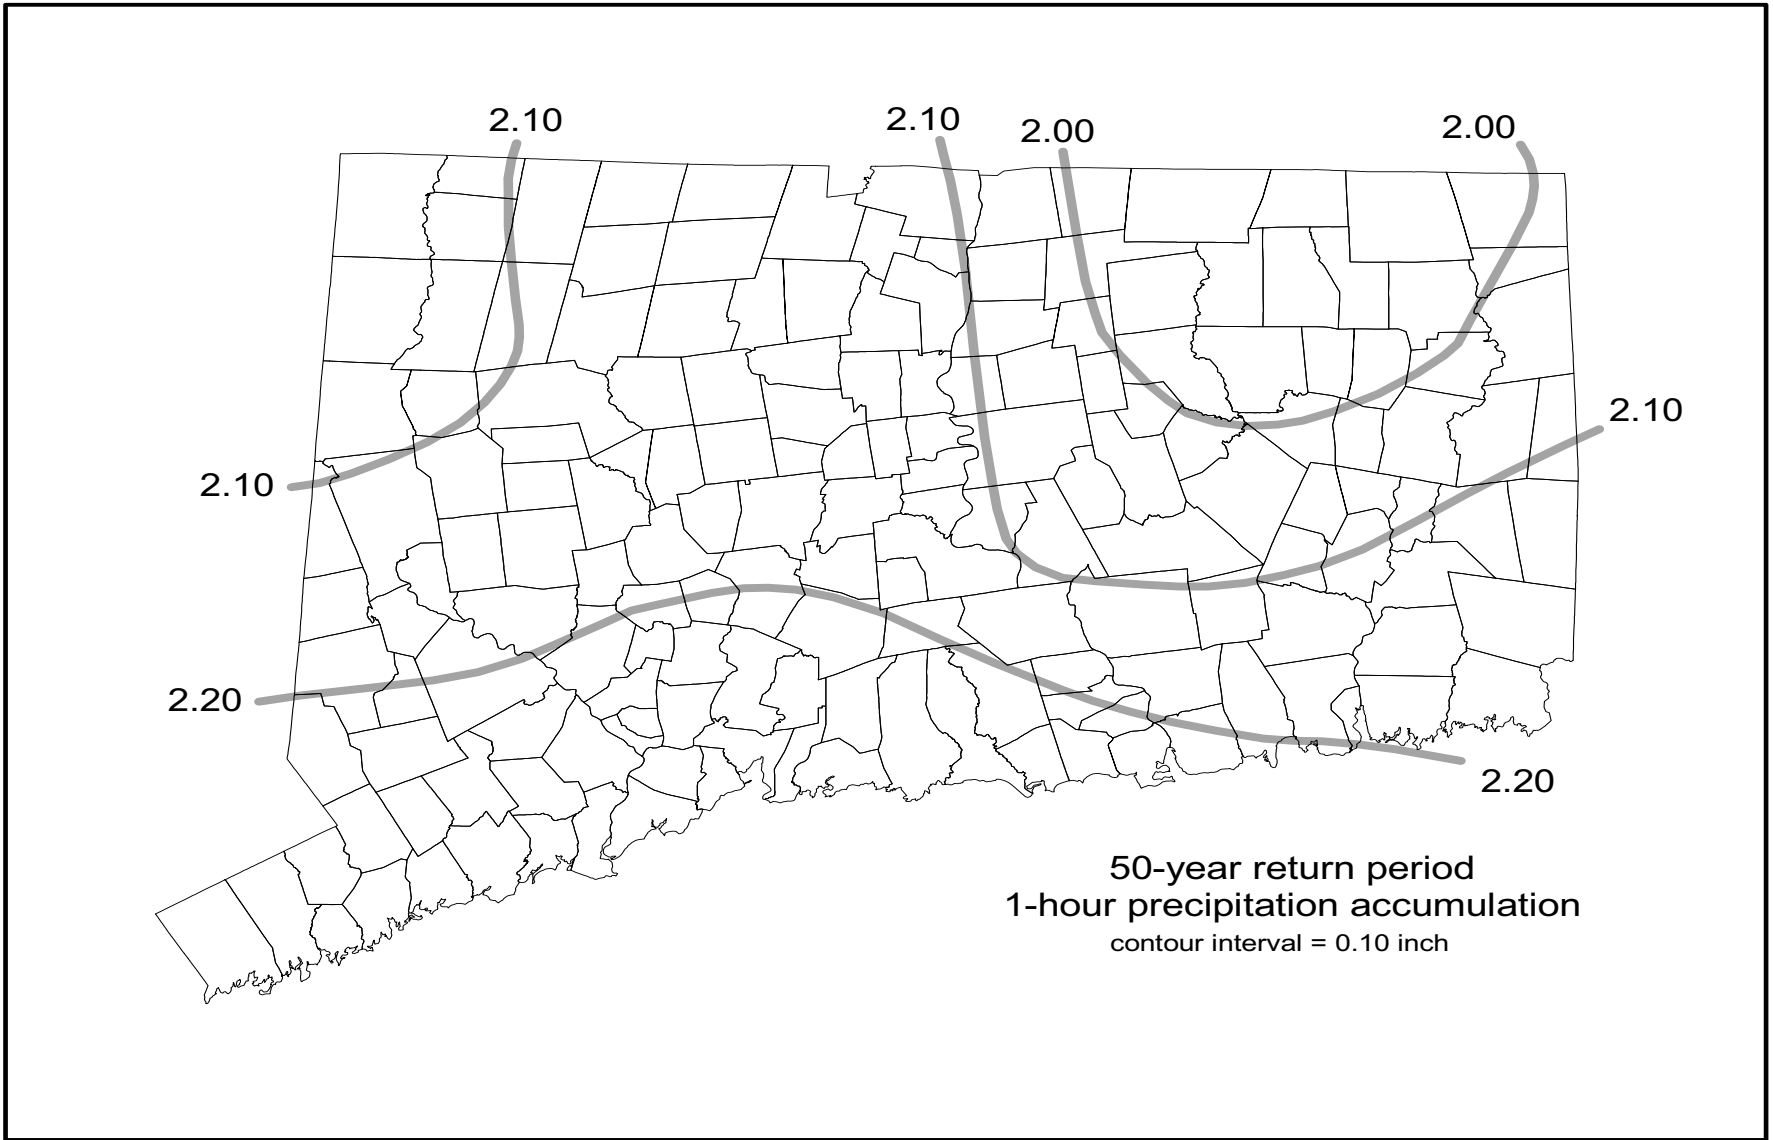 2.10
2.10
2.00
2.00
2.10
2.10
2.20
2.20
50-year return period
1-hour precipitation accumulation
contour interval = 0.10 inch